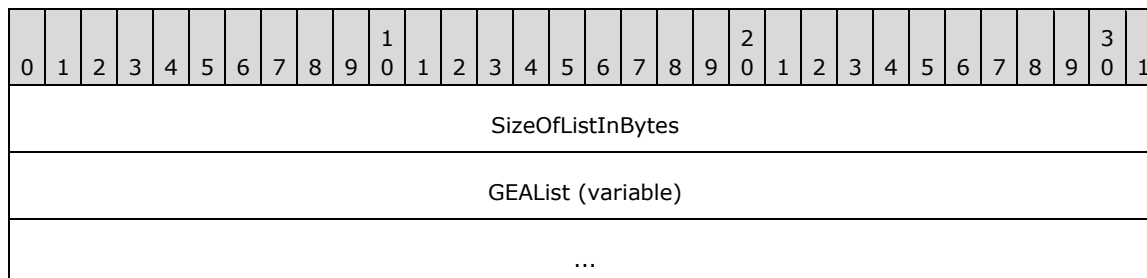 1 2 3
0 1 2 3 4 5 6 7 8 9 0 1 2 3 4 5 6 7 8 9 0 1 2 3 4 5 6 7 8 9 0 1
SizeOfListInBytes
GEAList (variable)
...